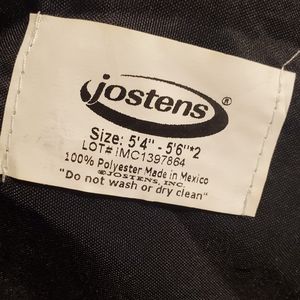 jostens®
Size: 5'4" - 5'6"*2
LOT# IMC1397864
100% Polyester Made in Mexico
©JOSTENS, INC.
"Do not wash or dry clean"